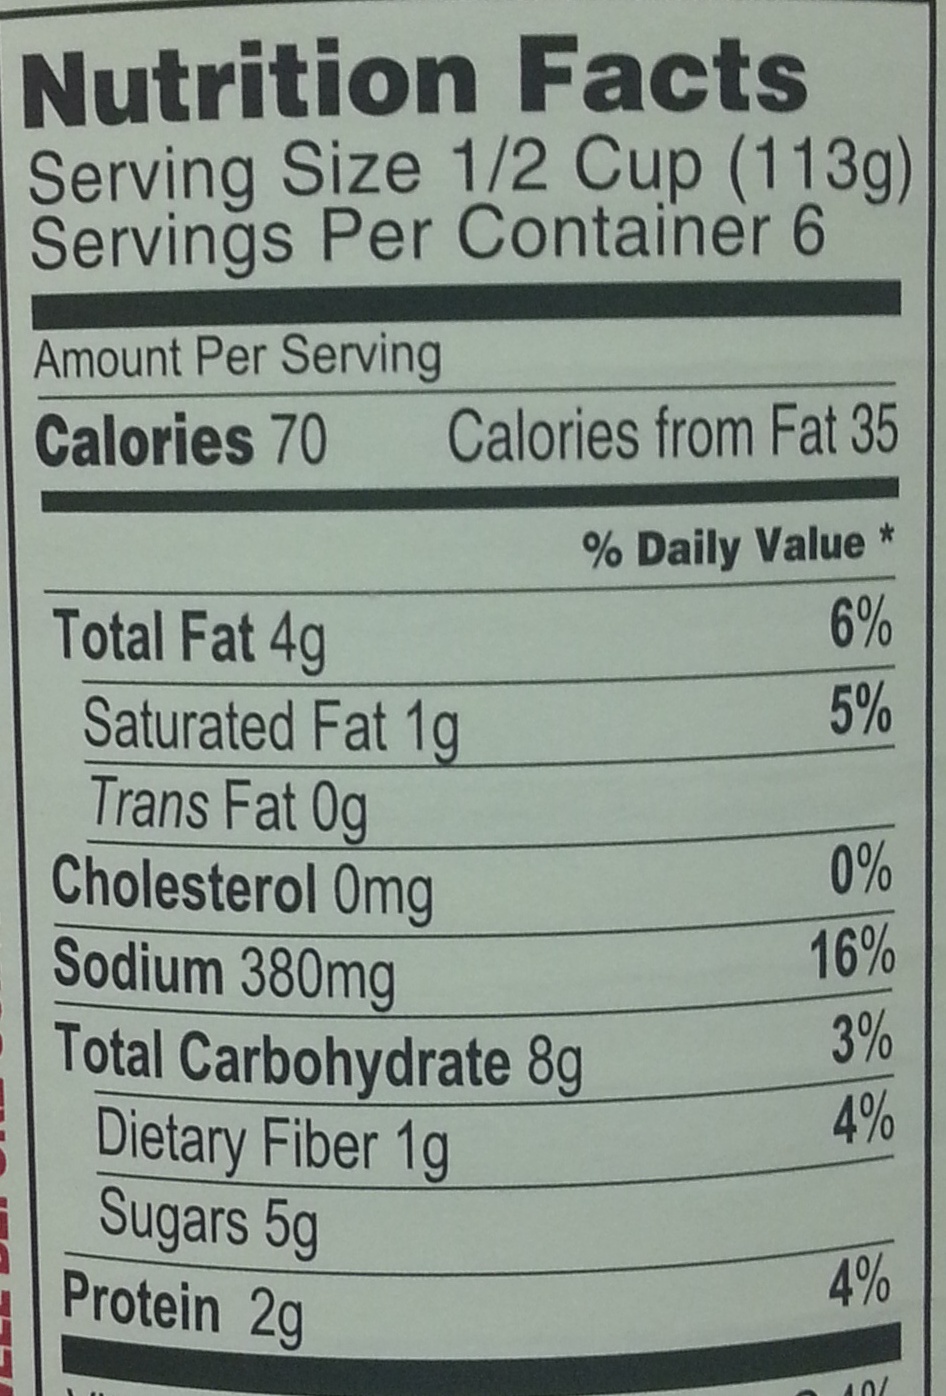 Nutrition Facts
Serving Size 1/2 Cup (113g)
Servings Per Container 6
Amount Per Serving
Calories 70 Calories from Fat 35
% Daily Value *
Total Fat 4g 6%
Saturated Fat 1g 5%
Trans Fat 0g
Cholesterol 0mg 0%
Sodium 380mg 16%
Total Carbohydrate 8g 3%
Dietary Fiber 1g 4%
Sugars 5g
Protein 2g 4%